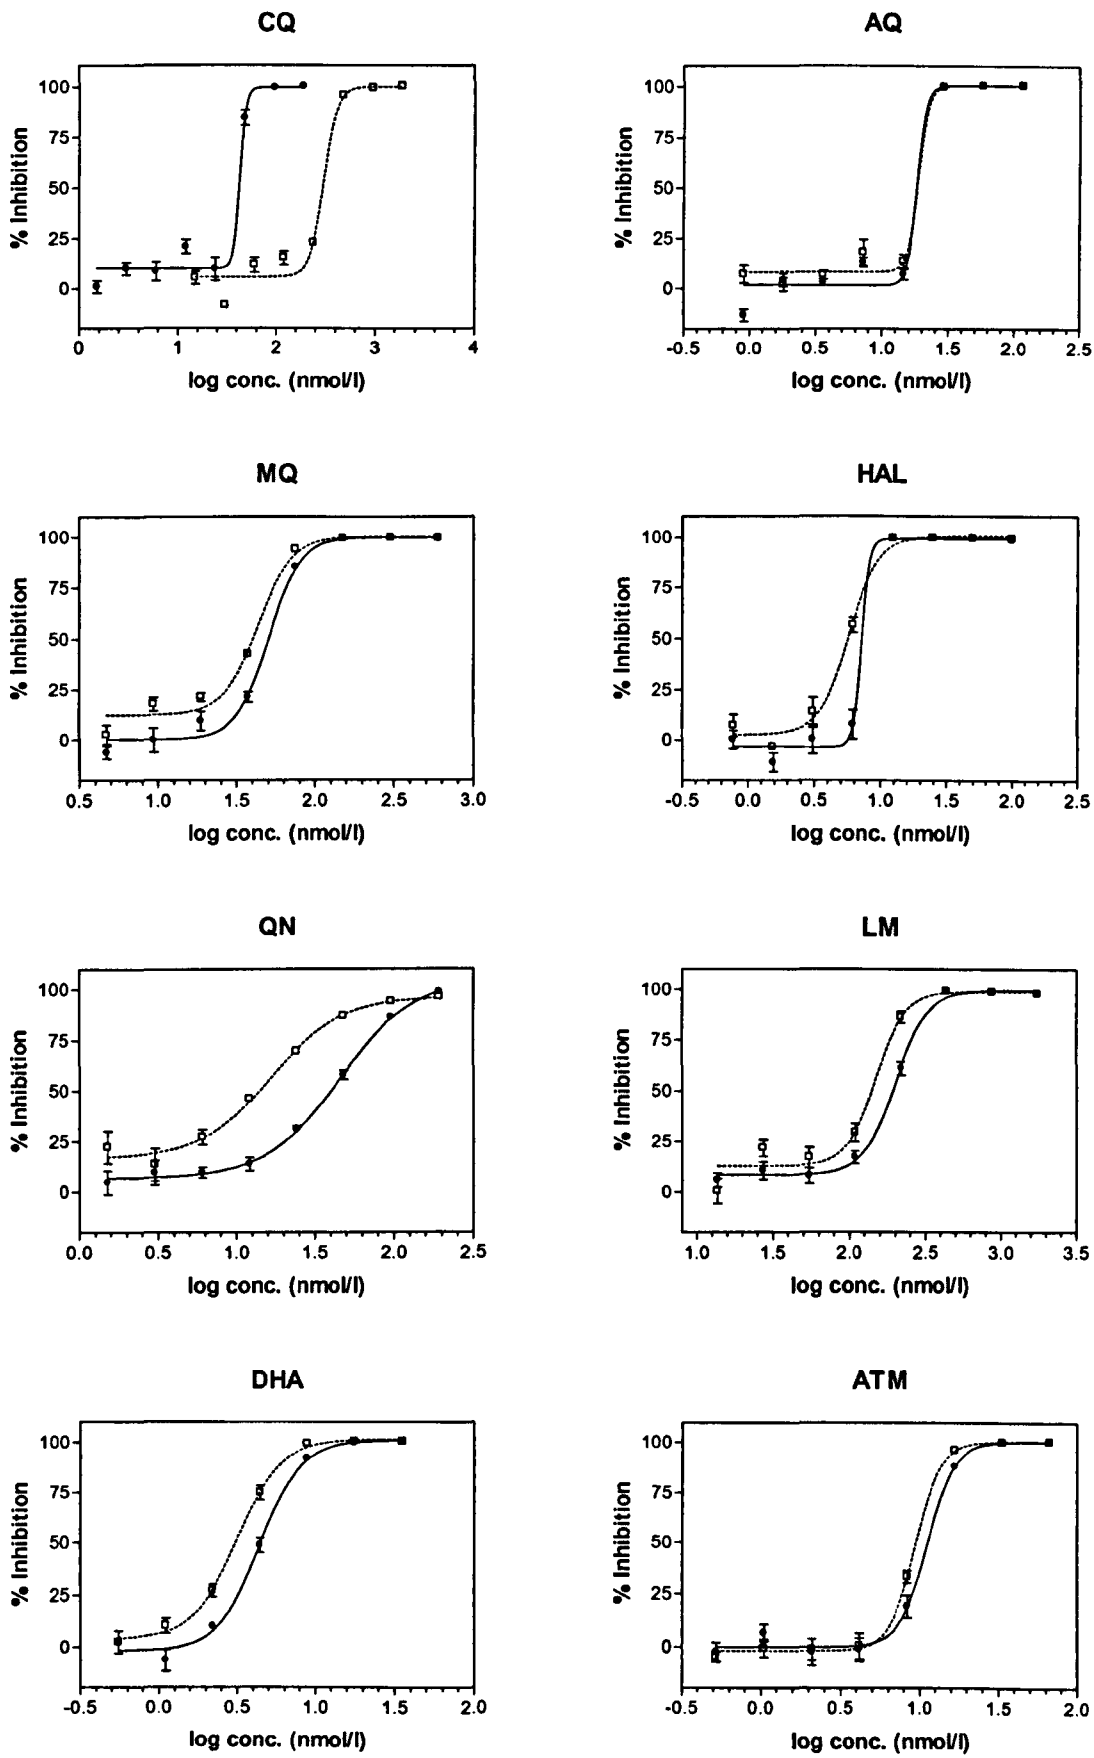 CQ
% Inhibition
100
75
50
25
0
0 1 2 3 4
log conc. (nmol/l)
AQ
% Inhibition
100
75
50
25
0
-0.5 0.0 0.5 1.0 1.5 2.0 2.5
log conc. (nmol/l)
MQ
% Inhibition
100
75
50
25
0
0.5 1.0 1.5 2.0 2.5 3.0
log conc. (nmol/l)
HAL
% Inhibition
100
75
50
25
0
-0.5 0.0 0.5 1.0 1.5 2.0 2.5
log conc. (nmol/l)
QN
% Inhibition
100
75
50
25
0
0.0 0.5 1.0 1.5 2.0 2.5
log conc. (nmol/l)
LM
% Inhibition
100
75
50
25
0
1.0 1.5 2.0 2.5 3.0 3.5
log conc. (nmol/l)
DHA
% Inhibition
100
75
50
25
0
-0.5 0.0 0.5 1.0 1.5 2.0
log conc. (nmol/l)
ATM
% Inhibition
100
75
50
25
0
-0.5 0.0 0.5 1.0 1.5 2.0
log conc. (nmol/l)